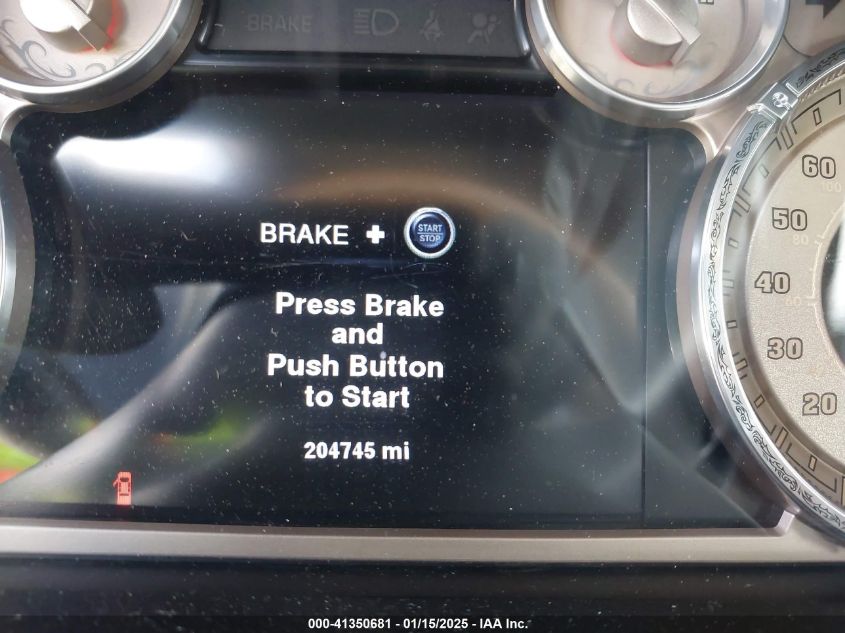 BRAKE
BRAKE + START STOP
Press Brake
and
Push Button
to Start
204745 mi
60
100
50
80
40
60
30
20
000-41350681 - 01/15/2025 - IAA Inc.